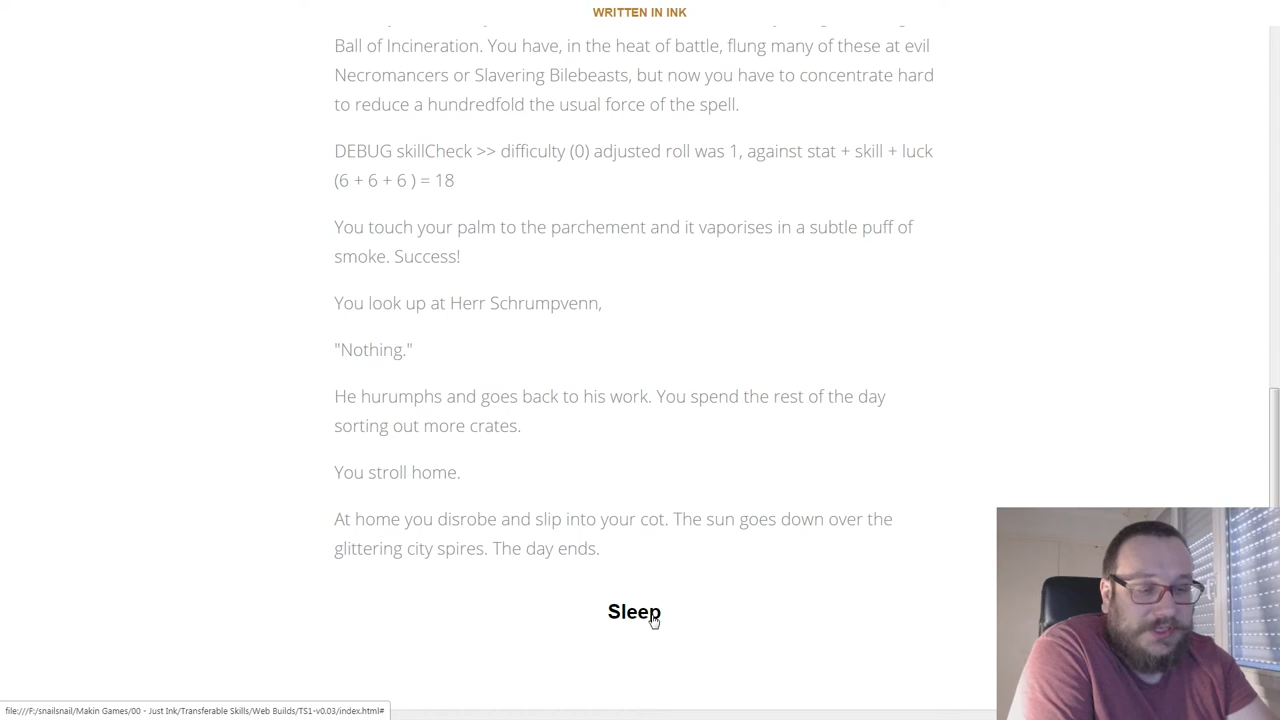 WRITTEN IN INK
Ball of Incineration. You have, in the heat of battle, flung many of these at evil
Necromancers or Slavering Bilebeasts, but now you have to concentrate hard
to reduce a hundredfold the usual force of the spell.
DEBUG skillCheck >> difficulty (0) adjusted roll was 1, against stat + skill + luck
(6 + 6 + 6 ) = 18
You touch your palm to the parchement and it vaporises in a subtle puff of
smoke. Success!
You look up at Herr Schrumpvenn,
"Nothing."
He hurumphs and goes back to his work. You spend the rest of the day
sorting out more crates.
You stroll home.
At home you disrobe and slip into your cot. The sun goes down over the
glittering city spires. The day ends.
Sleep
file:///F:/snailsnail/Makin Games/00 - Just Ink/Transferable Skills/Web Builds/TS1-v0.03/index.html#